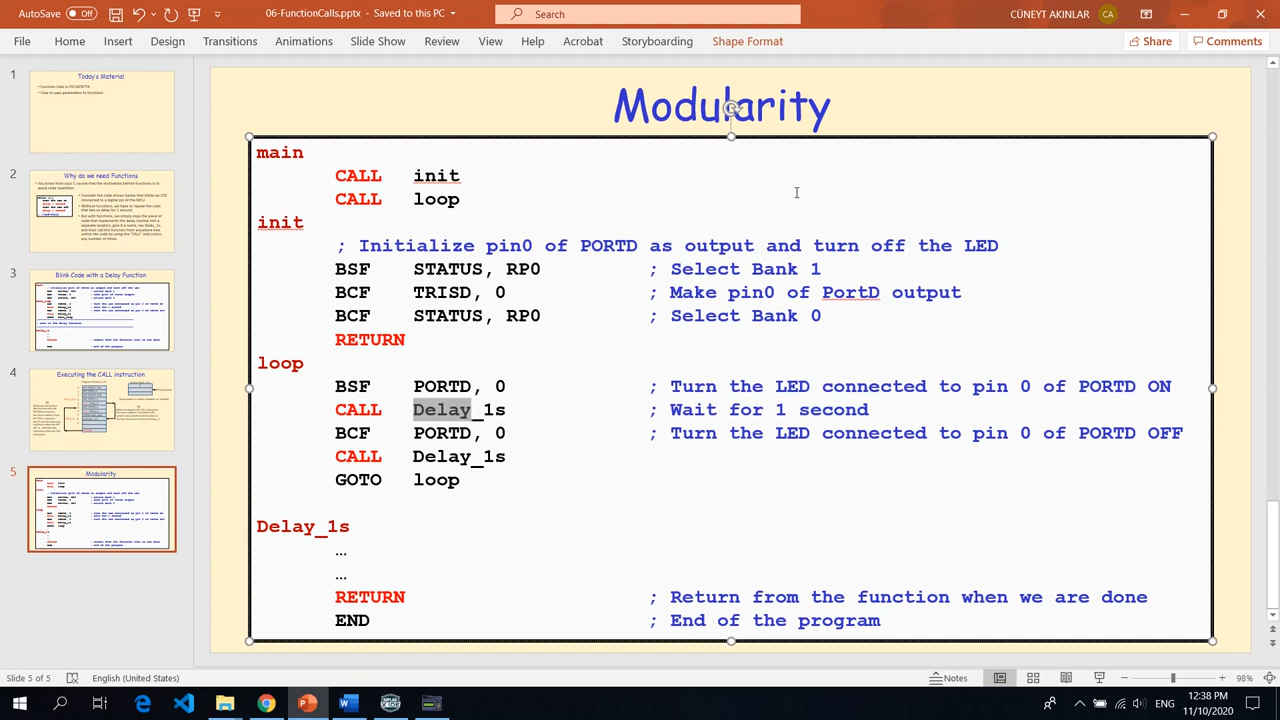 AutoSave Off 06-FunctionCalls.pptx - Saved to this PC Search CÜNEYT AKINLAR CA
File Home Insert Design Transitions Animations Slide Show Review View Help Acrobat Storyboarding Shape Format Share Comments
1
Today's Material
2
Why do we need Functions
3
Blink Code with a Delay Function
4
Executing the CALL instruction
5
Modularity
Modularity
main
CALL init
CALL loop
init
; Initialize pin0 of PORTD as output and turn off the LED
BSF STATUS, RP0 ; Select Bank 1
BCF TRISD, 0 ; Make pin0 of PortD output
BCF STATUS, RP0 ; Select Bank 0
RETURN
loop
BSF PORTD, 0 ; Turn the LED connected to pin 0 of PORTD ON
CALL Delay_1s ; Wait for 1 second
BCF PORTD, 0 ; Turn the LED connected to pin 0 of PORTD OFF
CALL Delay_1s
GOTO loop
Delay_1s
…
…
RETURN ; Return from the function when we are done
END ; End of the program
Slide 5 of 5 English (United States) Notes 98%
ENG 12:38 PM
11/10/2020